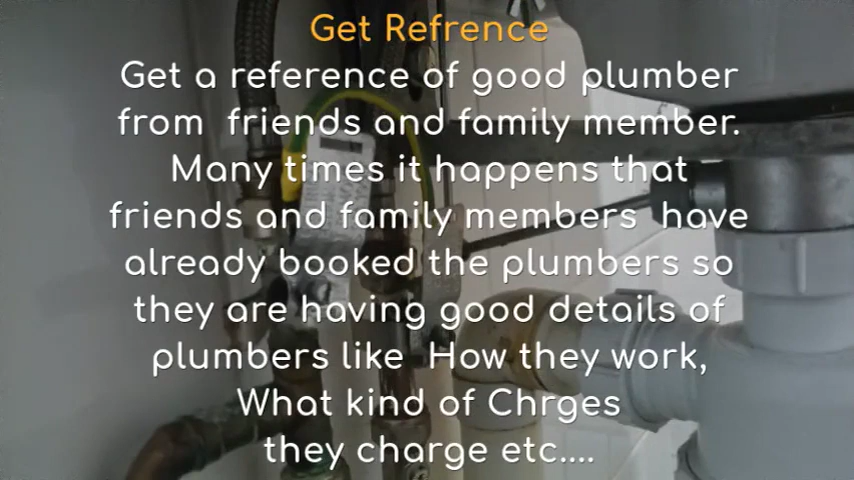 Get Refrence
Get a reference of good plumber
from friends and family member.
Many times it happens that
friends and family members have
already booked the plumbers so
they are having good details of
plumbers like How they work,
What kind of Chrges
they charge etc....